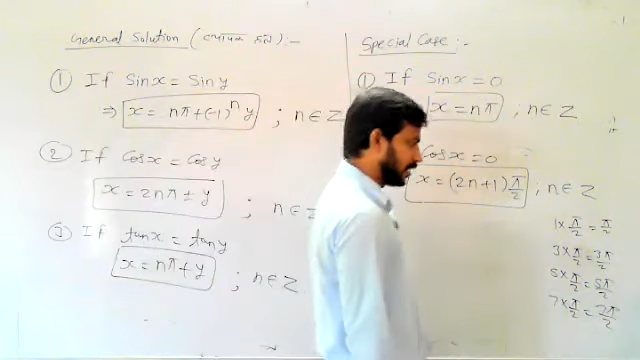 General Solution (व्यापक हल) :-
① If Sinx = Siny
⇒ x = nπ + (-1)ⁿ y ; n ∈ Z
② If Cosx = Cosy
x = 2nπ ± y ; n ∈ Z
③ If tanx = tany
x = nπ + y ; n ∈ Z
Special Case :-
① If Sinx = 0
x = nπ ; n ∈ Z
Cosx = 0
x = (2n+1) π/2 ; n ∈ Z
1 × π/2 = π/2
3 × π/2 = 3π/2
5 × π/2 = 5π/2
7 × π/2 = 7π/2